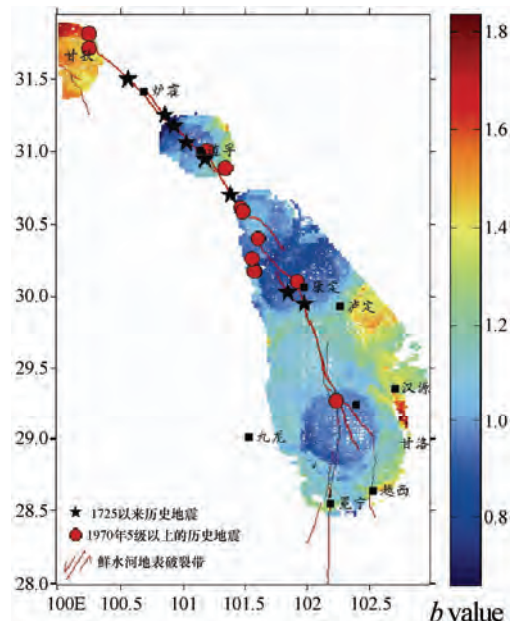 31.5
31.0
30.5
30.0
29.5
29.0
28.5
28.0
100E
100.5
101
101.5
102
102.5
甘孜
炉霍
道孚
康定
泸定
汉源
甘洛
九龙
越西
冕宁
1725以来历史地震
1970年5级以上的历史地震
鲜水河地表破裂带
1.8
1.6
1.4
1.2
1.0
0.8
b value